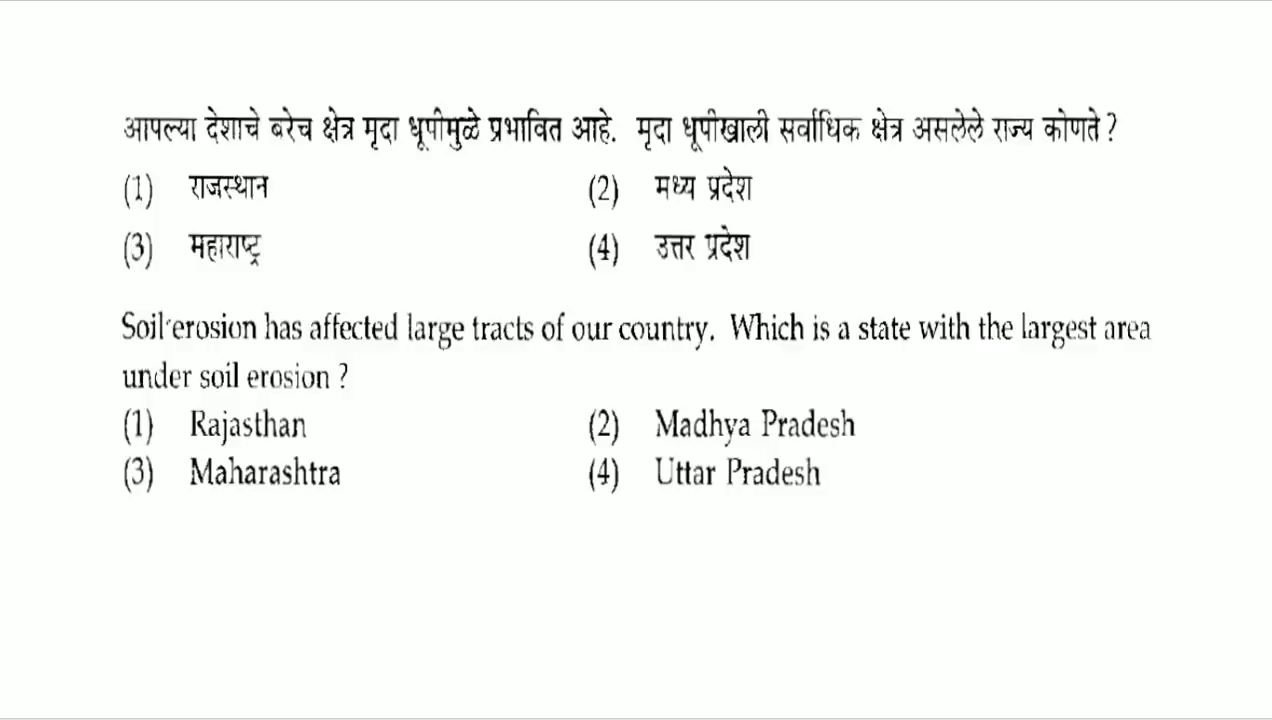 आपल्या देशाचे बरेच क्षेत्र मृदा धूपीमुळे प्रभावित आहे. मृदा धूपीखाली सर्वाधिक क्षेत्र असलेले राज्य कोणते ?
(1) राजस्थान (2) मध्य प्रदेश
(3) महाराष्ट्र (4) उत्तर प्रदेश
Soil erosion has affected large tracts of our country. Which is a state with the largest area
under soil erosion ?
(1) Rajasthan (2) Madhya Pradesh
(3) Maharashtra (4) Uttar Pradesh